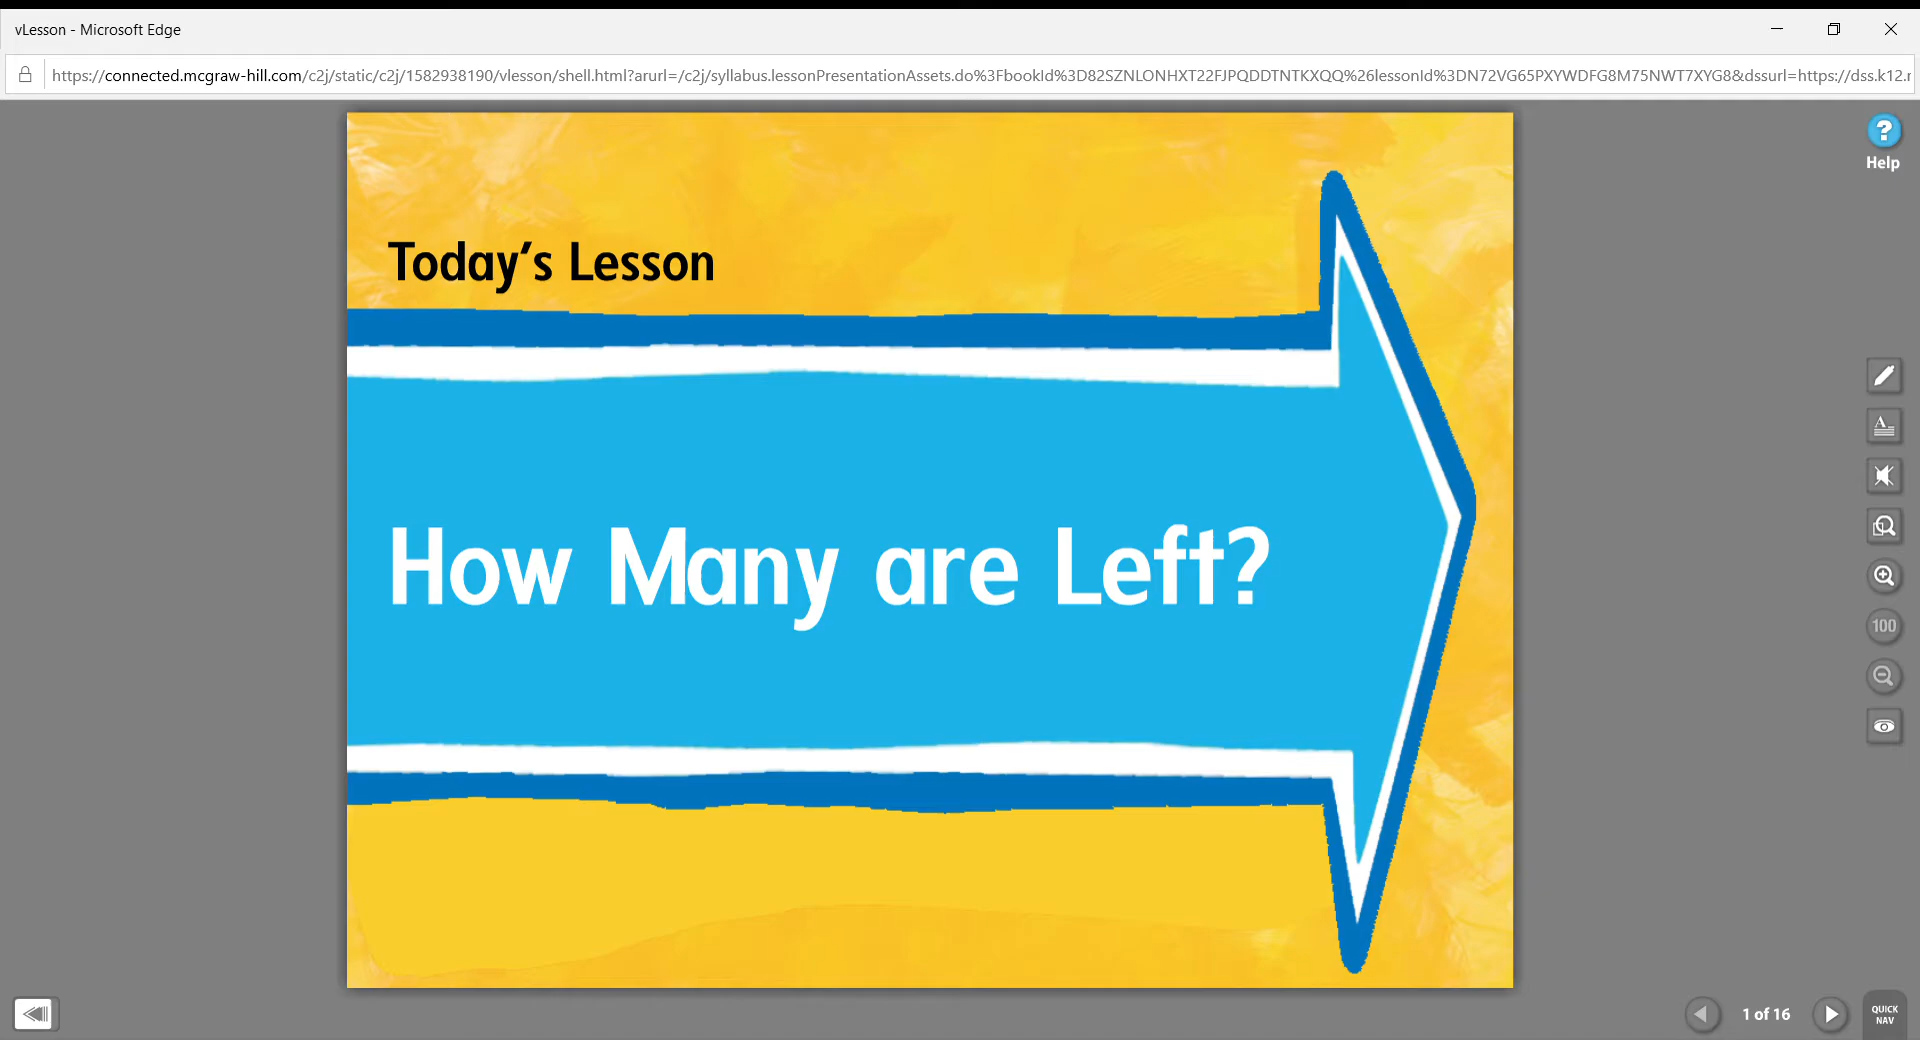 vLesson - Microsoft Edge
https://connected.mcgraw-hill.com/c2j/static/c2j/1582938190/vlesson/shell.html?arurl=/c2j/syllabus.lessonPresentationAssets.do%3FbookId%3D82SZNLONHXT22FJPQDDTNTKXQQ%26lessonId%3DN72VG65PXYWDFG8M75NWT7XYG8&dssurl=https://dss.k12.r
Help
Today's Lesson
How Many are Left?
100
1 of 16
QUICK
NAV